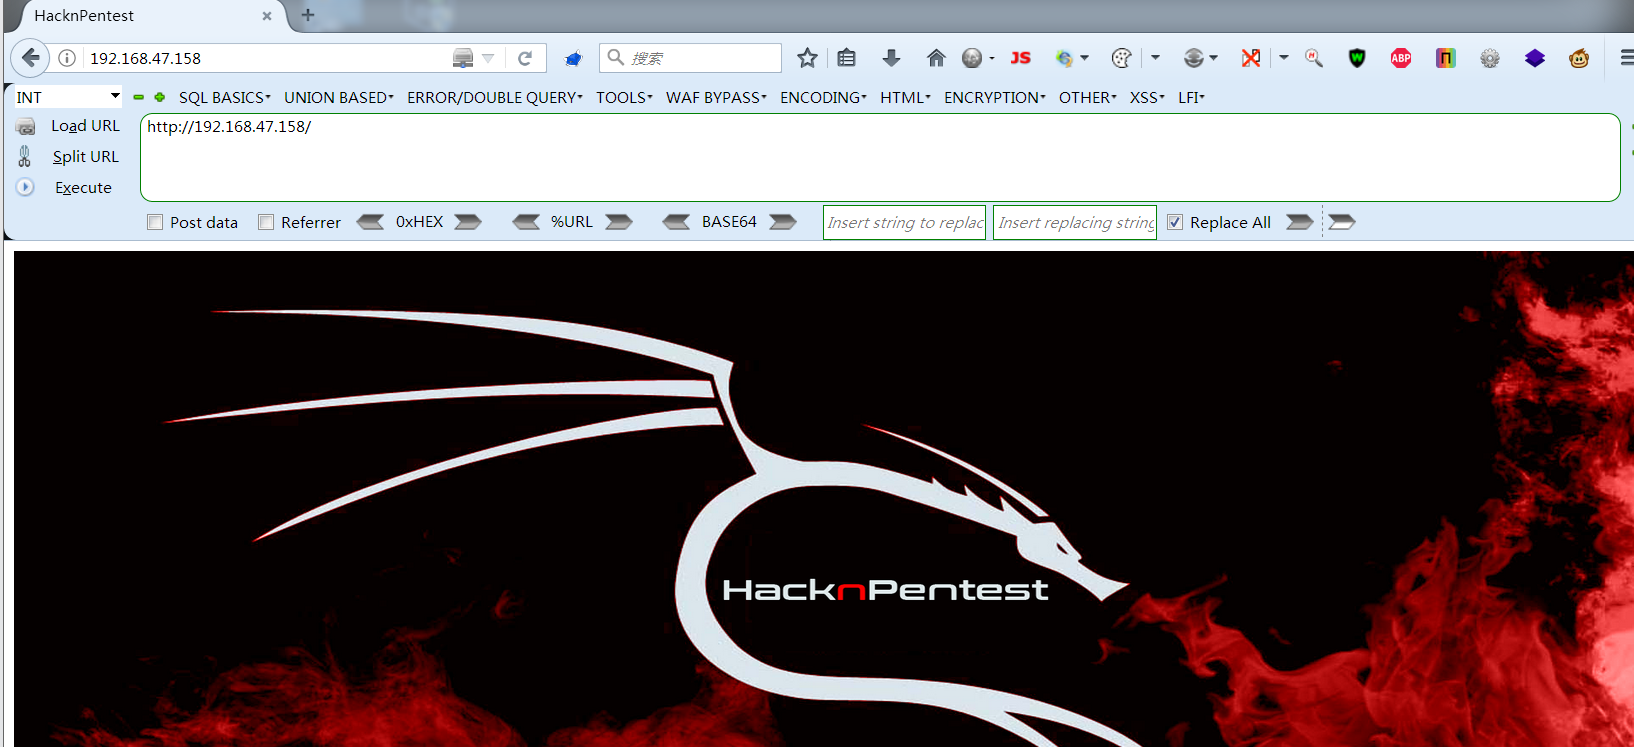 HacknPentest
192.168.47.158
搜索
JS
ABP
INT
SQL BASICS
UNION BASED
ERROR/DOUBLE QUERY
TOOLS
WAF BYPASS
ENCODING
HTML
ENCRYPTION
OTHER
XSS
LFI
Load URL
http://192.168.47.158/
Split URL
Execute
Post data
Referrer
0xHEX
%URL
BASE64
Insert string to replac
Insert replacing string
Replace All
HacknPentest